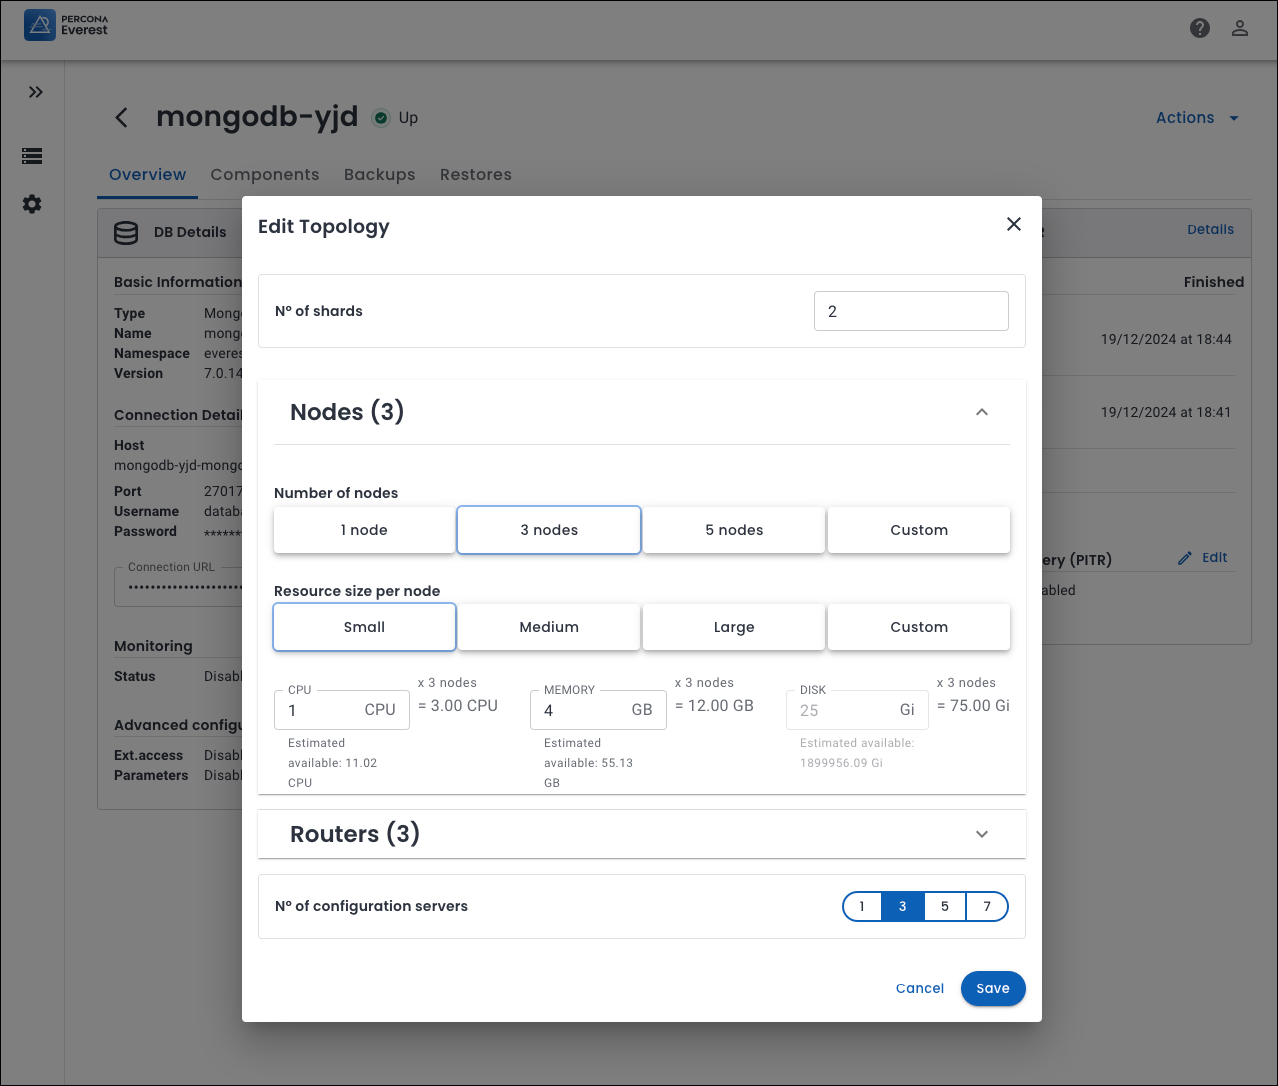 PERCONA
Everest
mongodb-yjd
Up
Actions
Overview
Components
Backups
Restores
DB Details
Details
Basic Information
Finished
Type
Name
mong
Namespace
everes
Version
7.0.14
19/12/2024 at 18:44
Connection Detail
19/12/2024 at 18:41
Host
mongodb-yjd-mongo
Port
27017
Username
databa
Password
*******
Connection URL
ery (PITR)
Edit
abled
Monitoring
Status
Disabl
Advanced configu
Ext.access
Disabl
Parameters
Disabl
Edit Topology
Nº of shards
2
Nodes (3)
Number of nodes
1 node
3 nodes
5 nodes
Custom
Resource size per node
Small
Medium
Large
Custom
CPU
1
CPU
x 3 nodes
= 3.00 CPU
Estimated
available: 11.02
CPU
MEMORY
4
GB
x 3 nodes
= 12.00 GB
Estimated
available: 55.13
GB
DISK
25
Gi
x 3 nodes
= 75.00 Gi
Estimated available:
1899956.09 Gi
Routers (3)
Nº of configuration servers
1
3
5
7
Cancel
Save